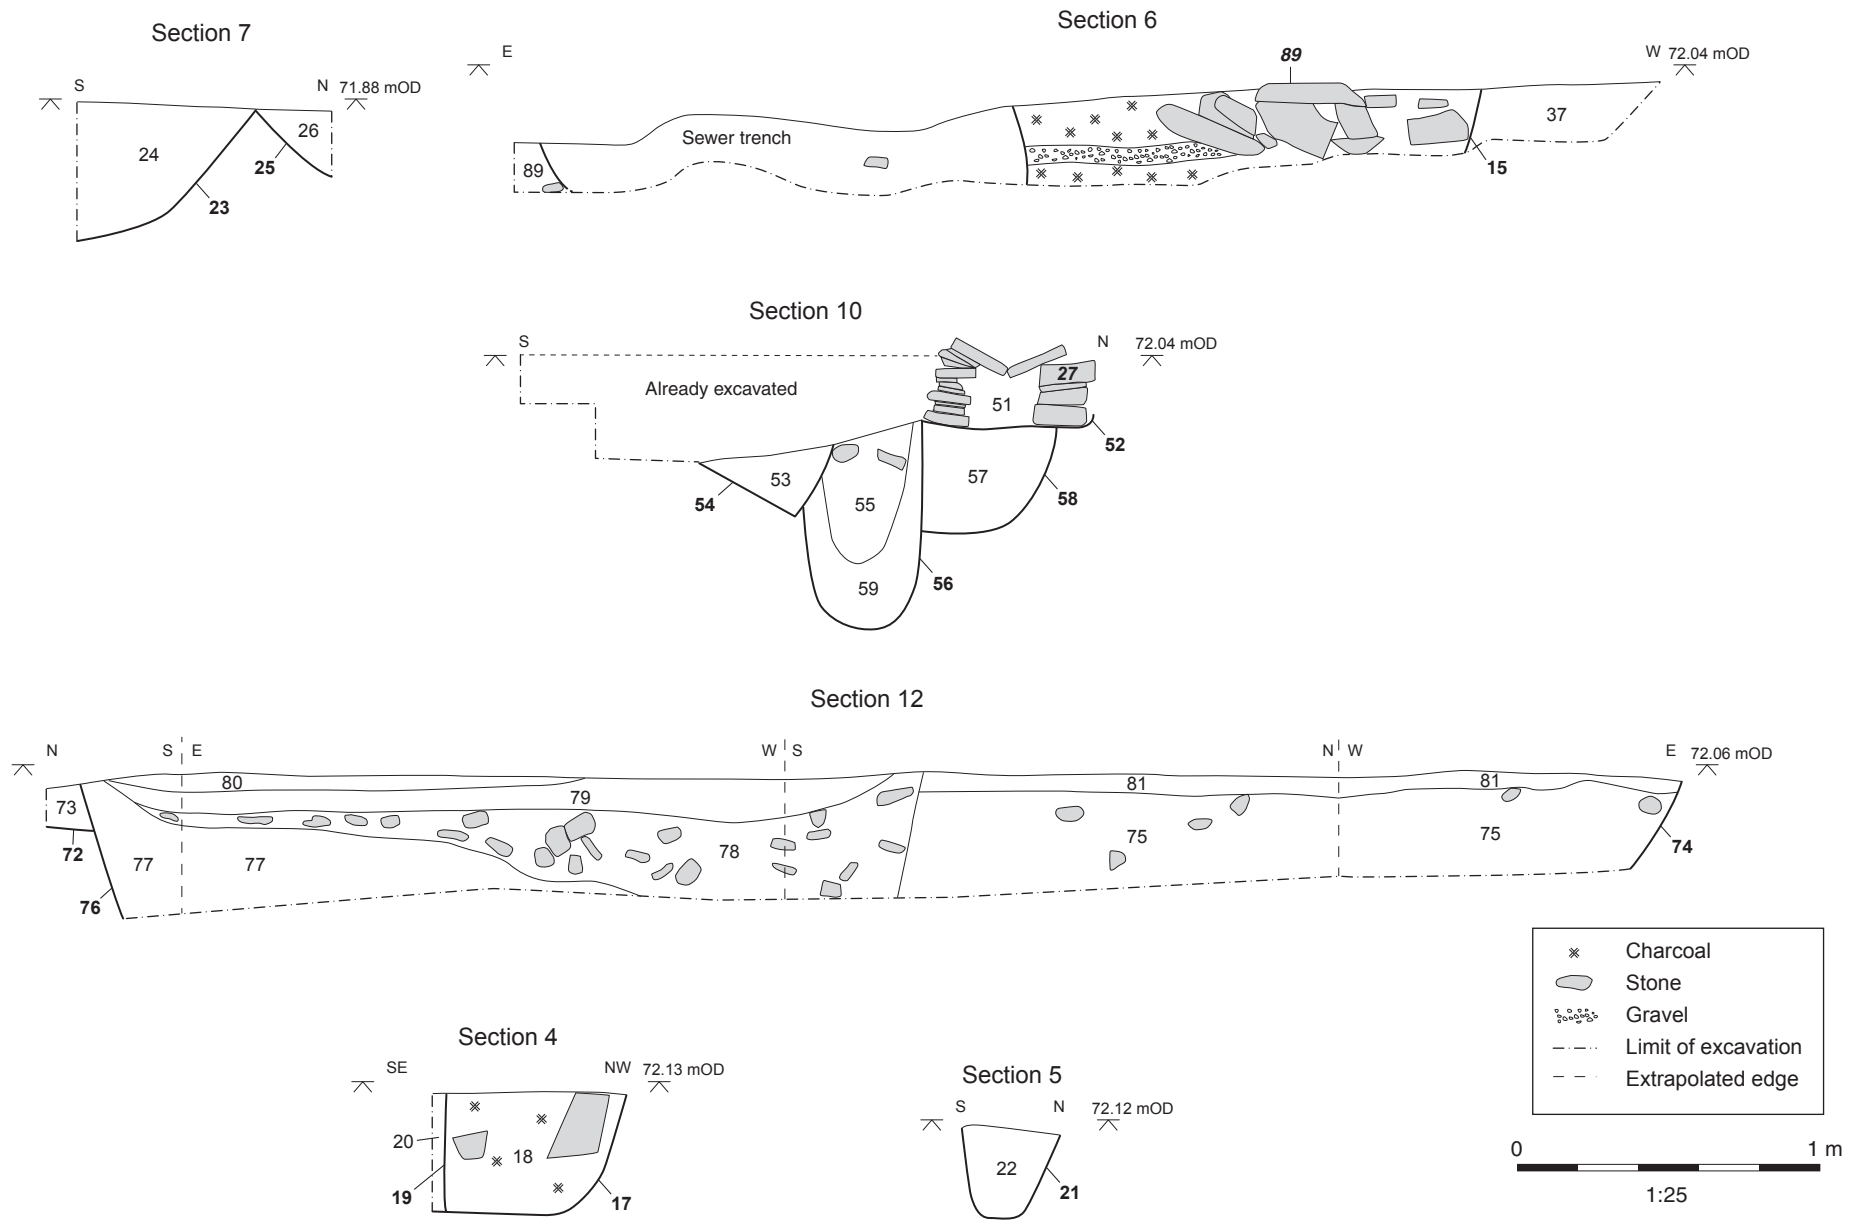 Section 7
S
N 71.88 mOD
24
26
25
23
Section 6
E
89
W 72.04 mOD
Sewer trench
89
37
15
Section 10
S
N 72.04 mOD
Already excavated
27
51
52
53
54
55
57
58
59
56
Section 12
N S E W S N W E 72.06 mOD
80
79
81
81
73
72
77
77
78
75
75
74
76
Charcoal
Stone
Gravel
Limit of excavation
Extrapolated edge
Section 4
SE NW 72.13 mOD
20
18
19
17
Section 5
S N 72.12 mOD
22
21
0 1 m
1:25